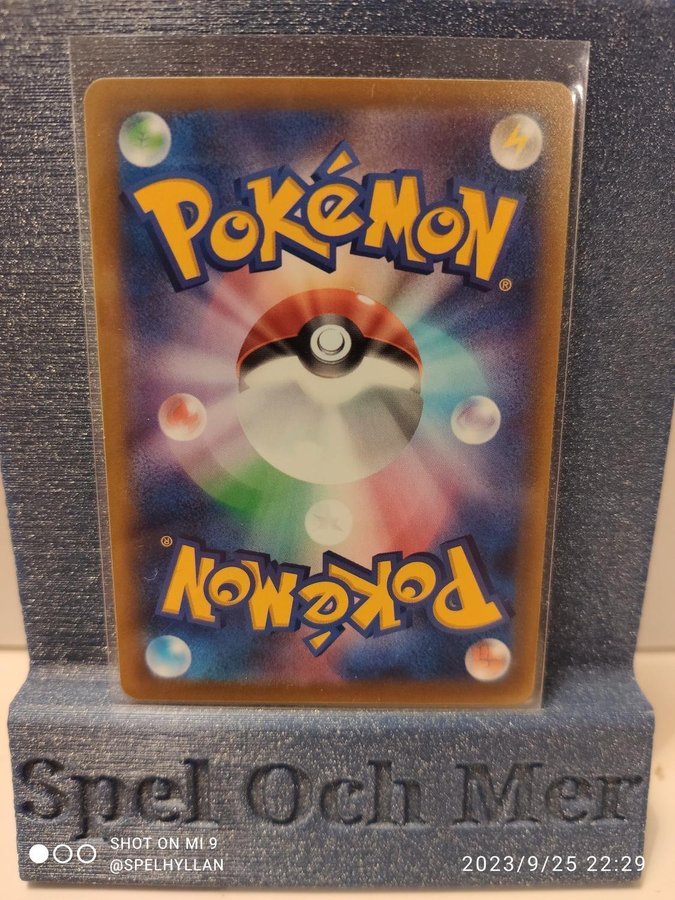 POKéMON
®
®
POKéMON
Spel Och Mer
SHOT ON MI 9
@SPELHYLLAN
2023/9/25 22:29